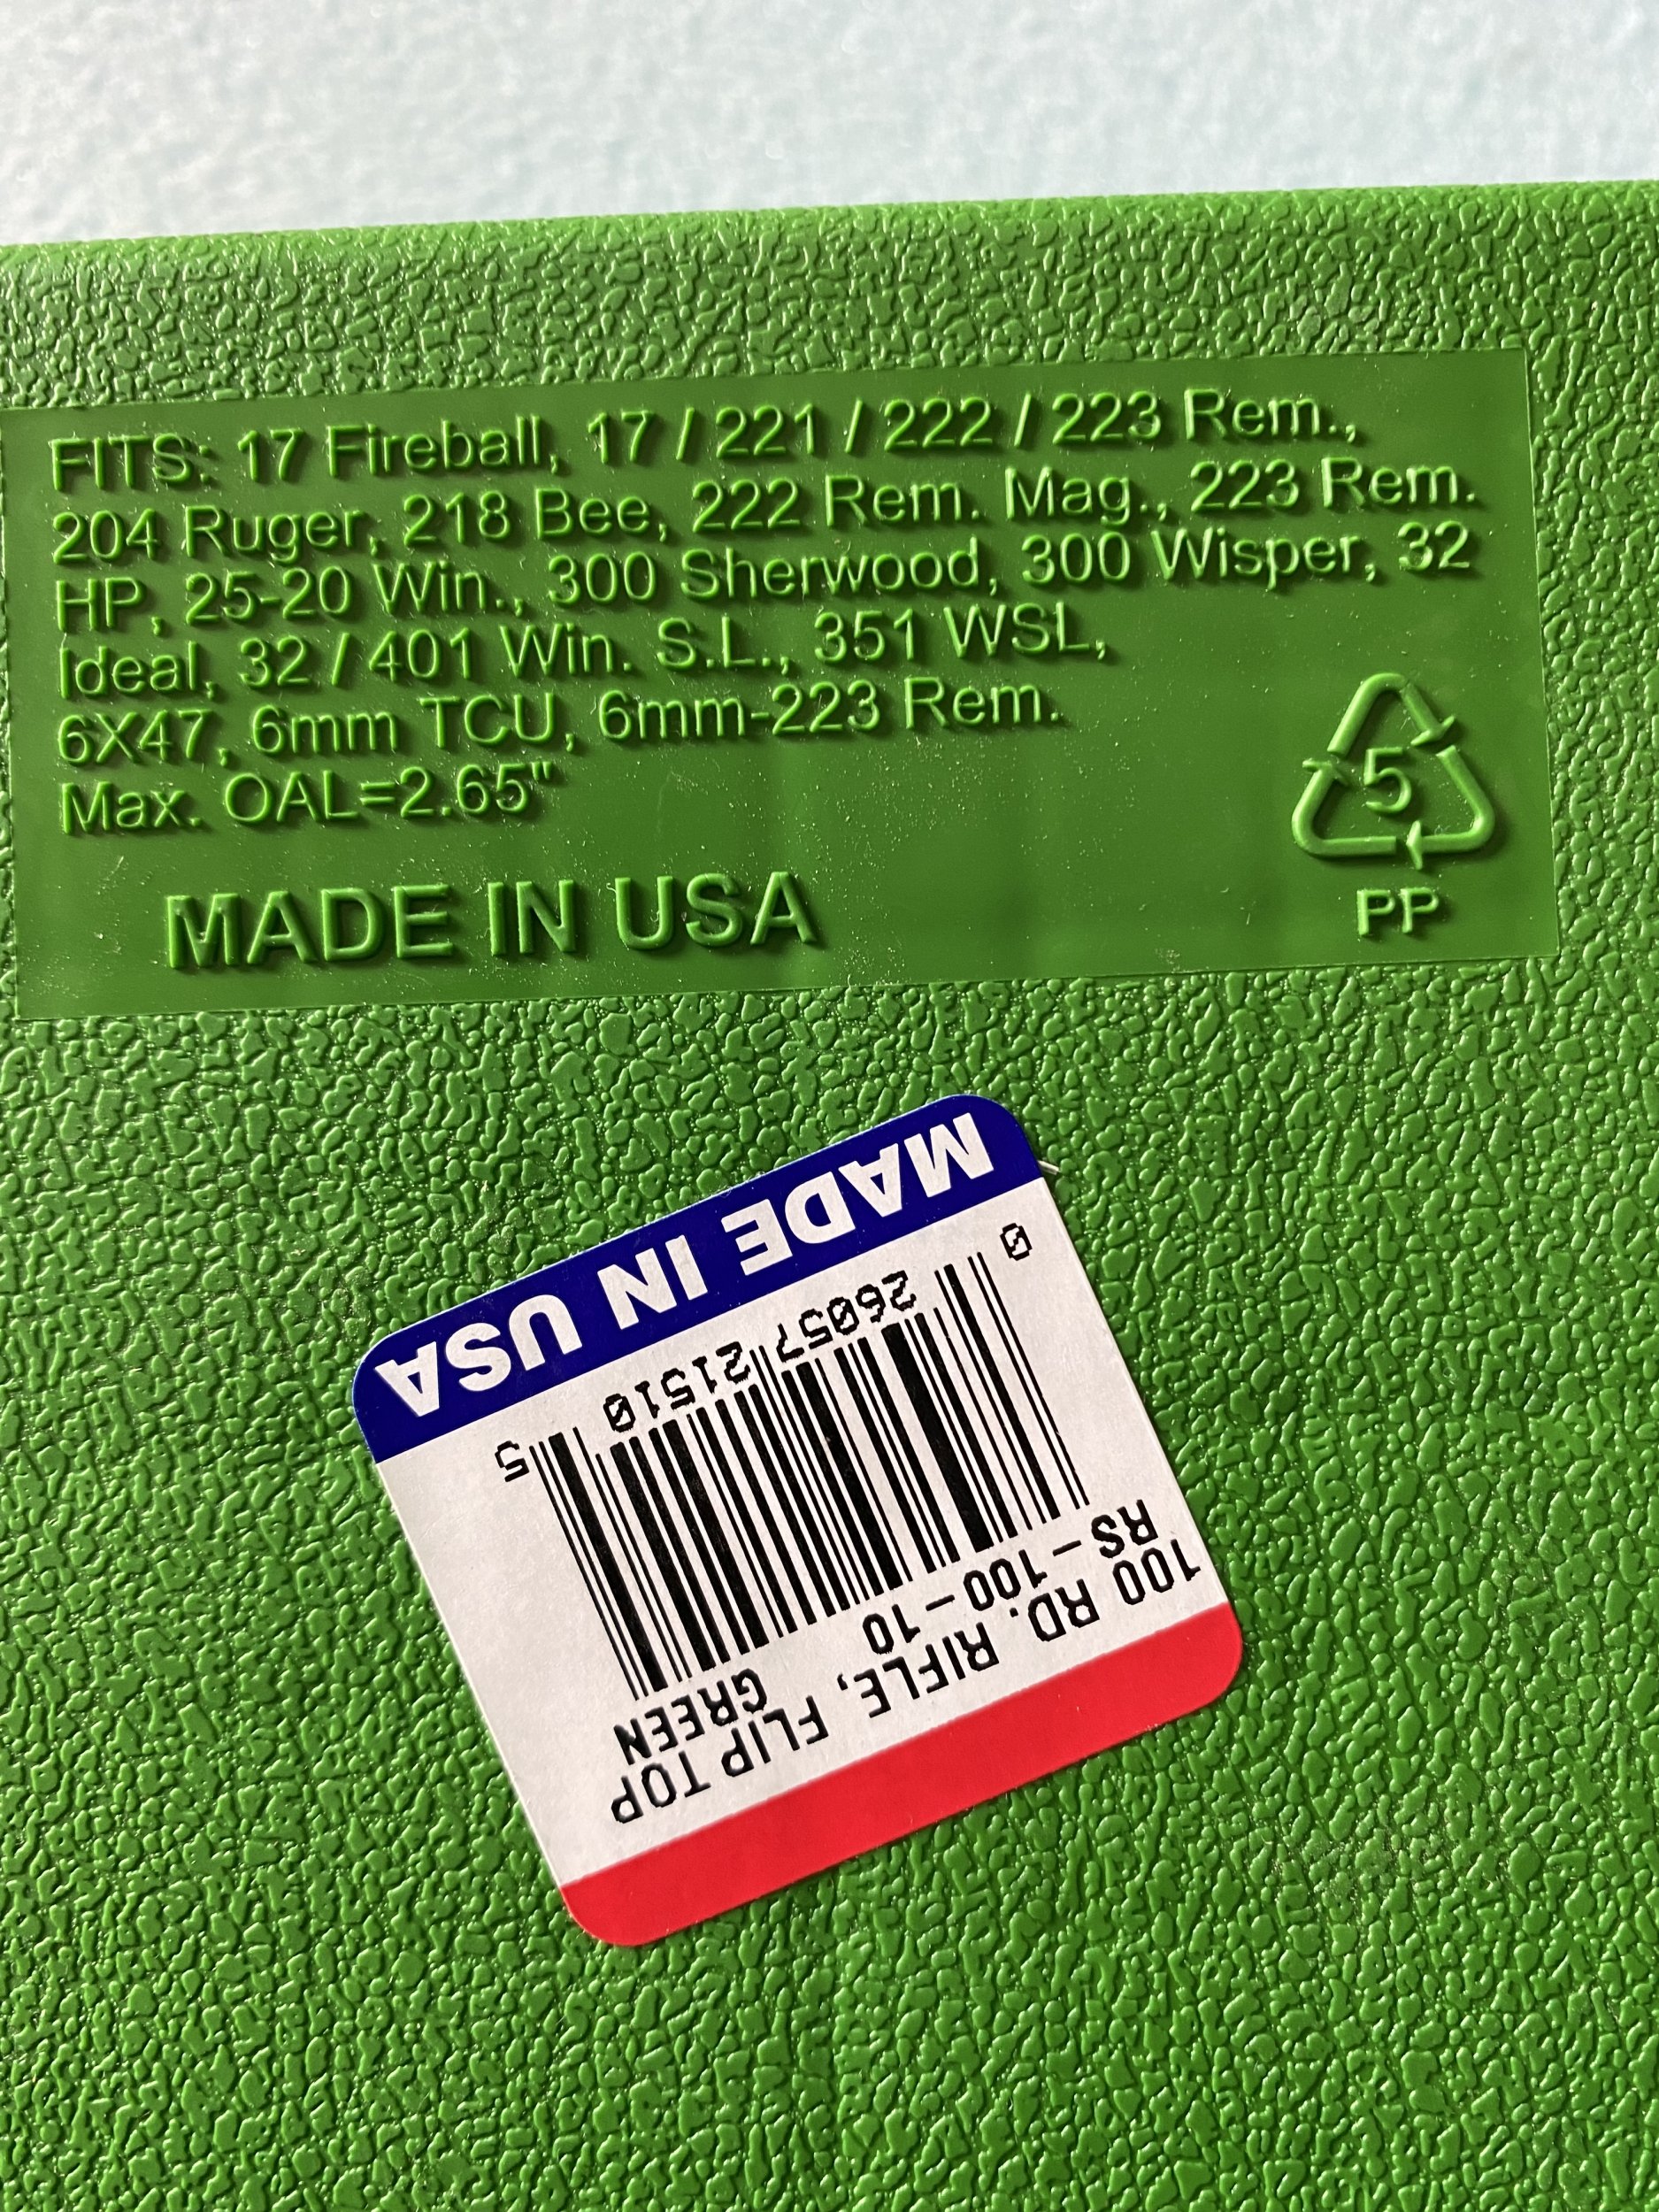 FITS: 17 Fireball, 17 / 221 / 222 / 223 Rem.,
204 Ruger, 218 Bee, 222 Rem. Mag., 223 Rem.
HP, 25-20 Win., 300 Sherwood, 300 Wisper, 32
Ideal, 32 / 401 Win. S.L., 351 WSL,
6X47, 6mm TCU, 6mm-223 Rem.
Max. OAL=2.65"
MADE IN USA
5
PP
MADE IN USA
0 26057 21510 5
RS-100-10 GREEN
100 RD. RIFLE, FLIP TOP